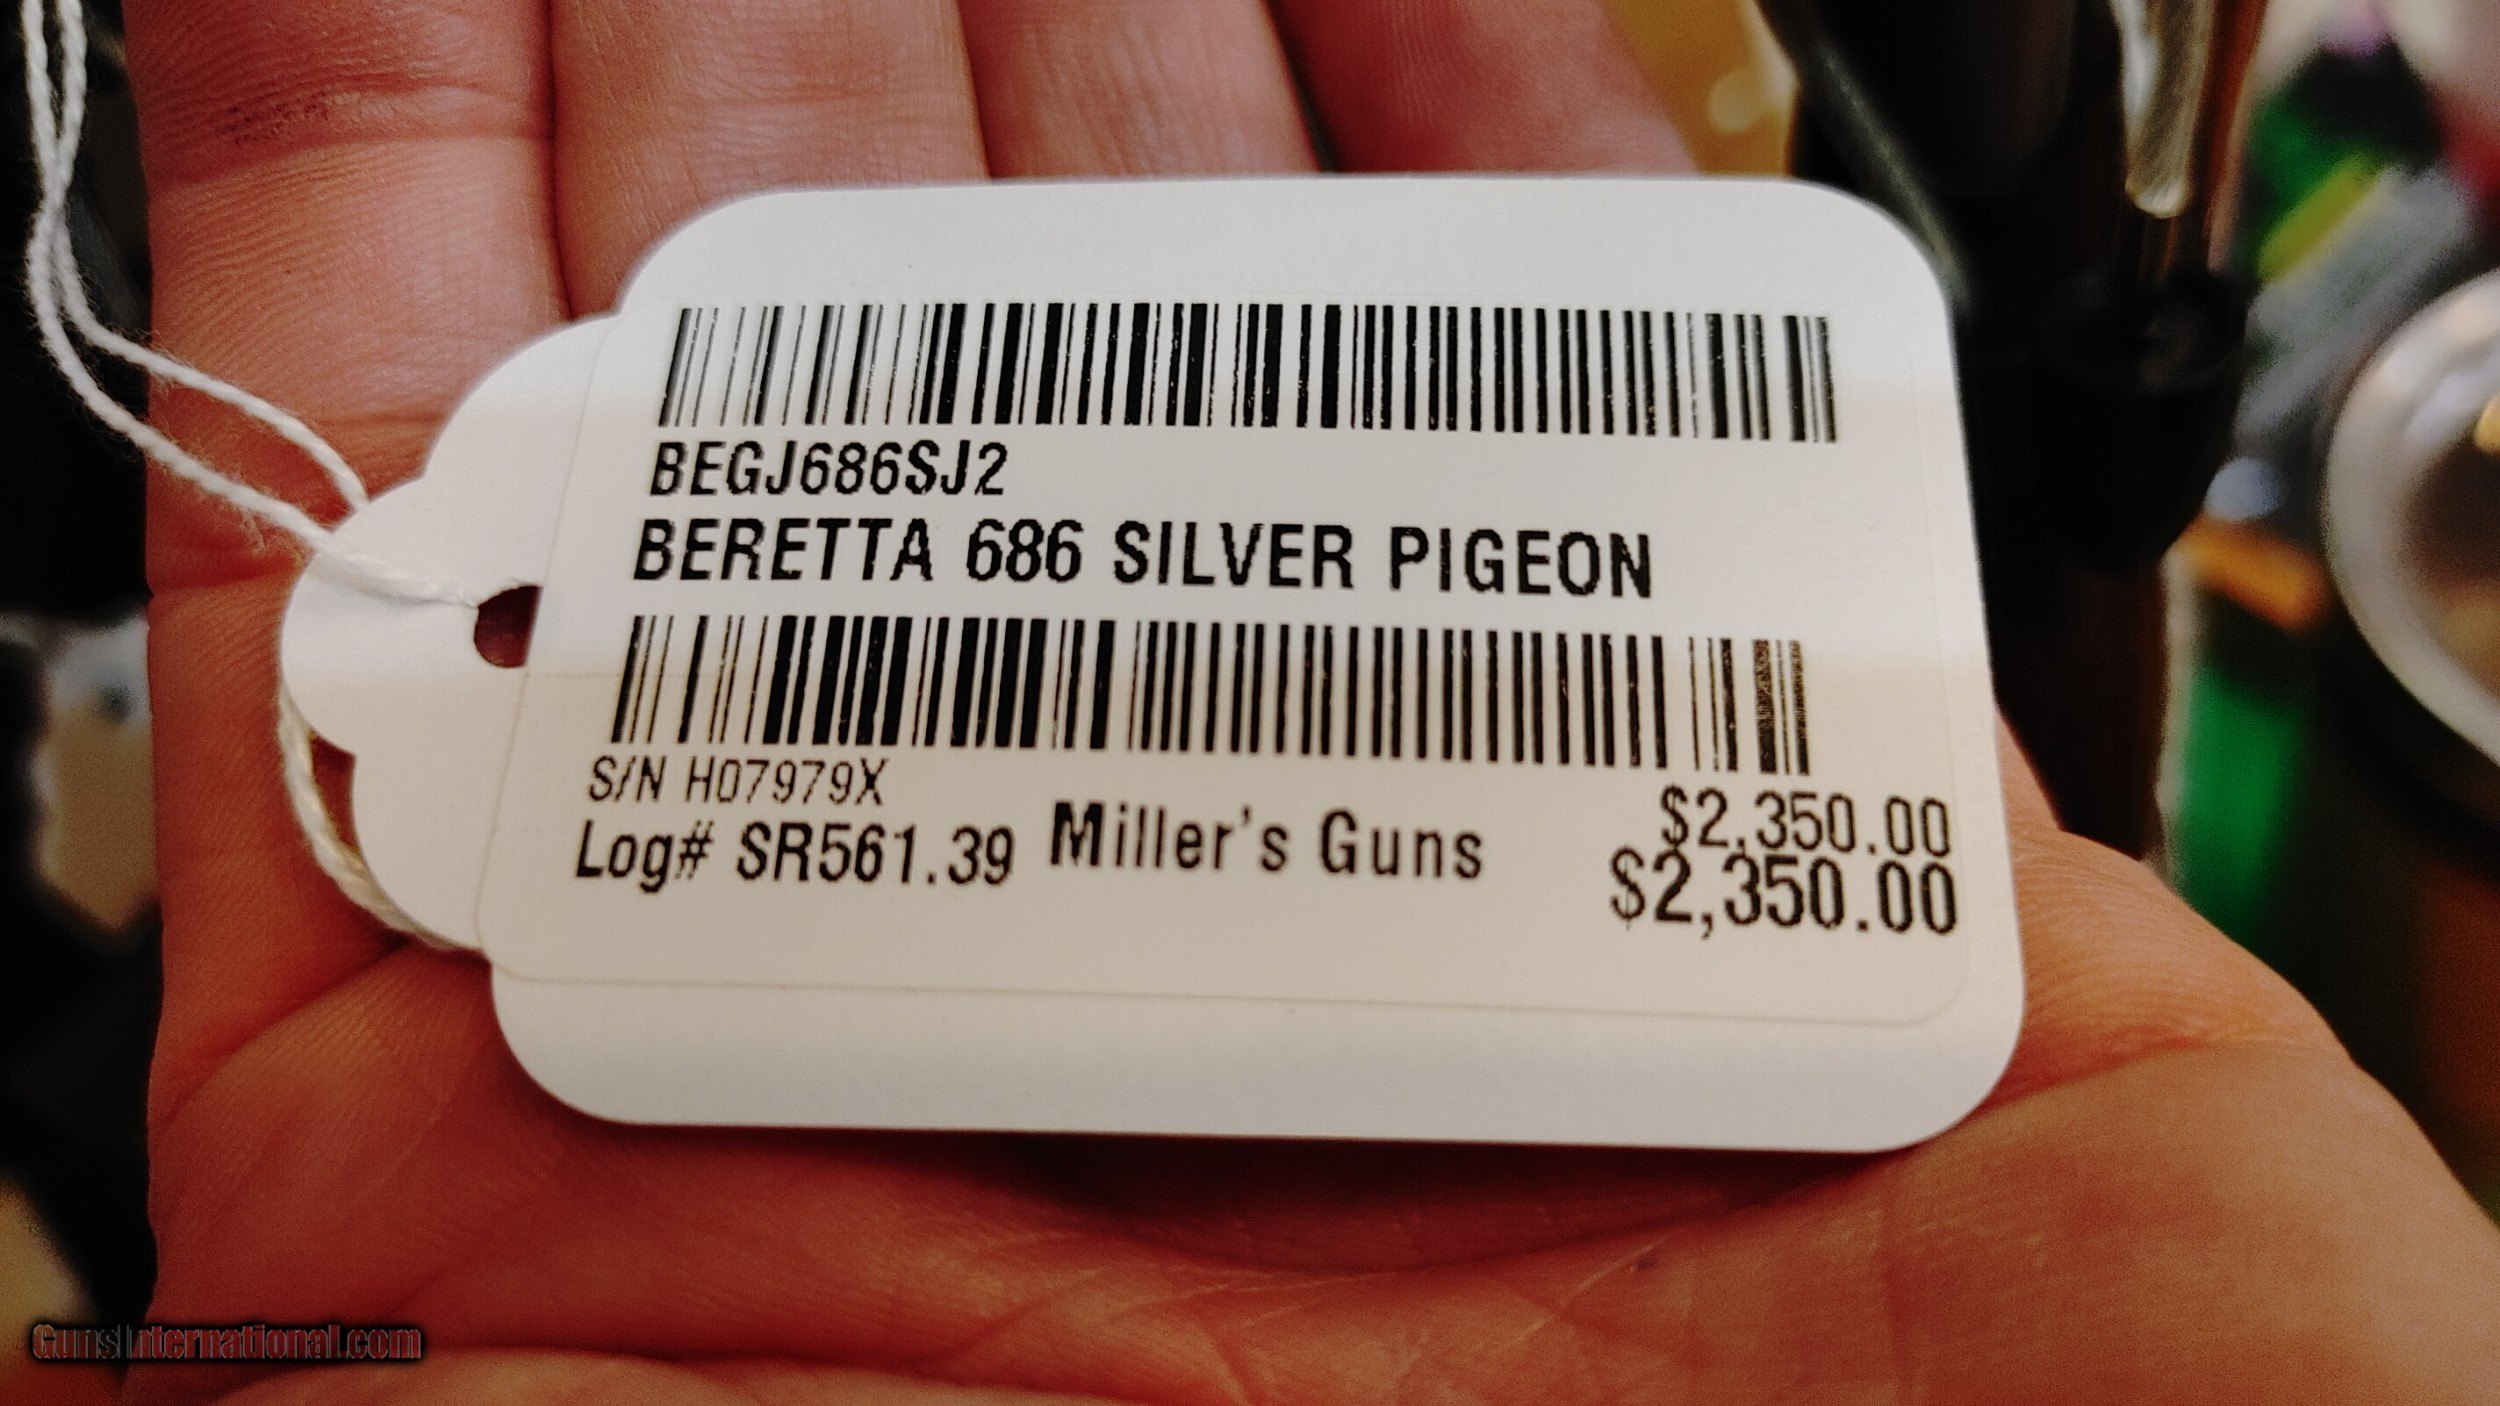 BEGJ686SJ2
BERETTA 686 SILVER PIGEON
S/N H07979X
Log# SR561.39 Miller's Guns
$2,350.00
$2,350.00
GunsInternational.com